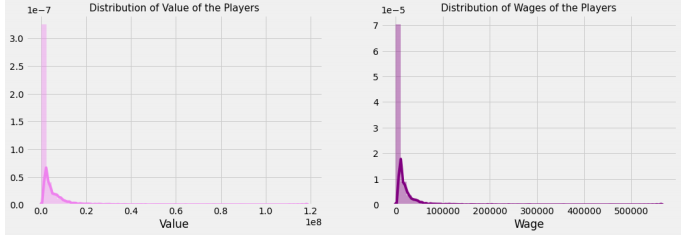 Distribution of Value of the Players
1e−7
3.0
2.5
2.0
1.5
1.0
0.5
0.0
0.0 0.2 0.4 0.6 0.8 1.0 1.2
1e8
Value
Distribution of Wages of the Players
1e−5
7
6
5
4
3
2
1
0
0 100000 200000 300000 400000 500000
Wage